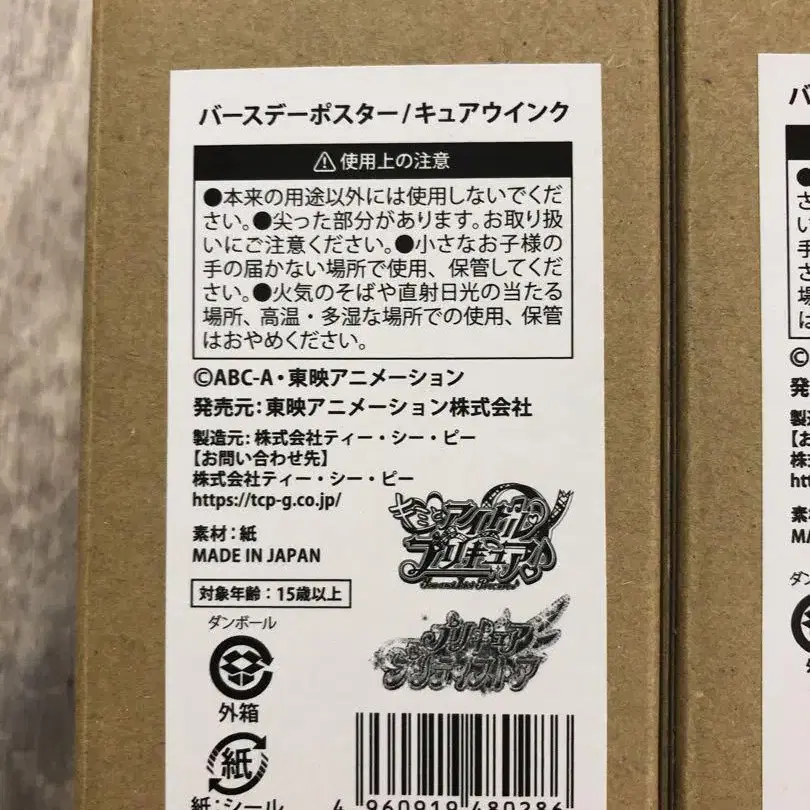 バースデーポスター/キュアウインク
⚠使用上の注意
●本来の用途以外には使用しないでくだ
さい。●尖った部分があります。お取り扱
いにご注意ください。●小さなお子様の
手の届かない場所で使用、保管してくだ
さい。●火気のそばや直射日光の当たる
場所、高温・多湿な場所での使用、保管
はおやめください。
©ABC-A・東映アニメーション
発売元:東映アニメーション株式会社
製造元:株式会社ティー・シー・ピー
【お問い合わせ先】
株式会社ティー・シー・ピー
https://tcp-g.co.jp/
素材:紙
MADE IN JAPAN
キミとアイドル
プリキュア♪
対象年齢:15歳以上
ダンボール
外箱
プリキュア
プリティストア
紙
紙:シール
4 960919 480286